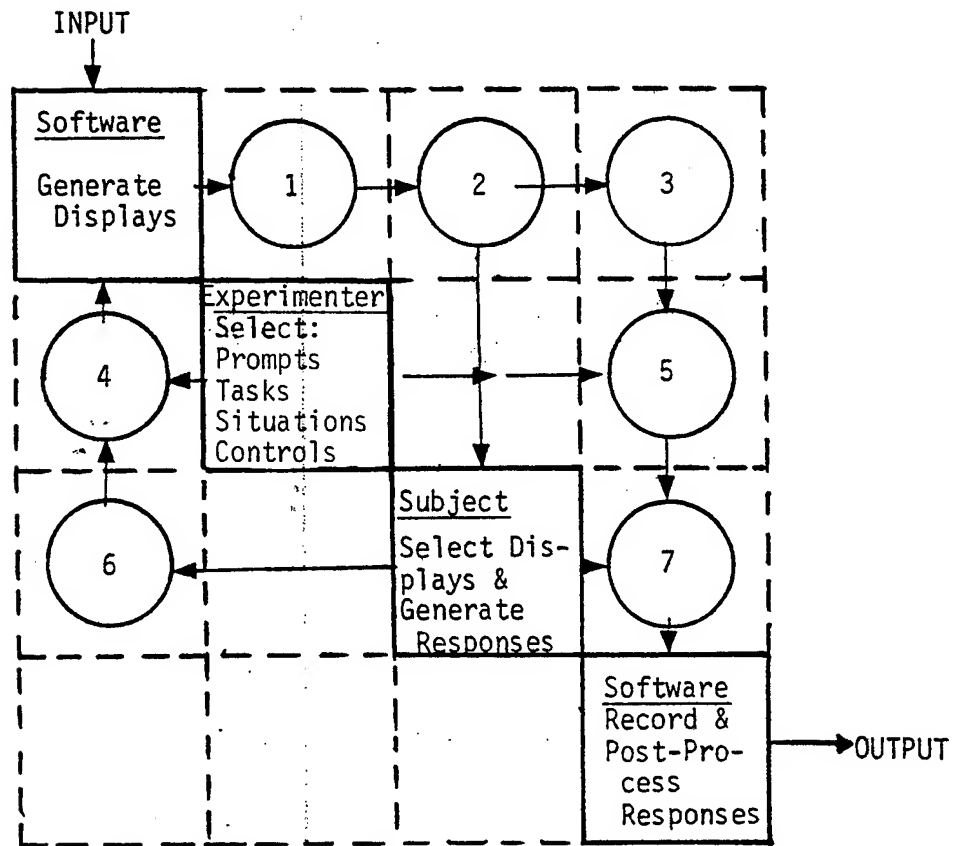 INPUT
Software
Generate
Displays
1
2
3
Experimenter
Select:
Prompts
Tasks
Situations
Controls
4
5
Subject
Select Dis-
plays &
Generate
Responses
6
7
Software
Record &
Post-Pro-
cess
Responses
OUTPUT